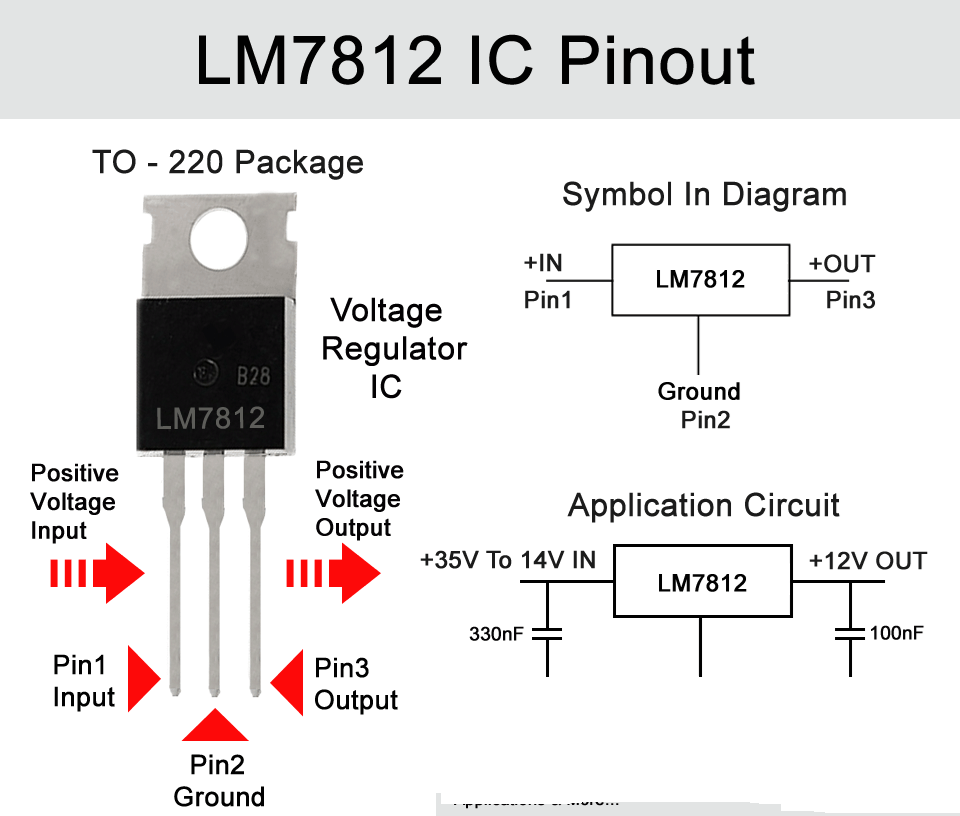 LM7812 IC Pinout
TO - 220 Package
B28
LM7812
Voltage
Regulator
IC
Positive
Voltage
Input
Positive
Voltage
Output
Pin1
Input
Pin3
Output
Pin2
Ground
Symbol In Diagram
+IN
Pin1
LM7812
+OUT
Pin3
Ground
Pin2
Application Circuit
+35V To 14V IN
LM7812
+12V OUT
330nF
100nF